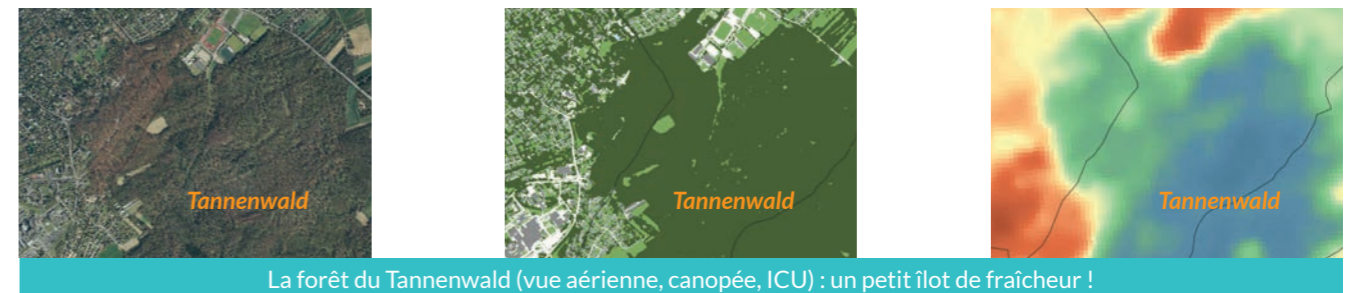 Tannenwald
Tannenwald
Tannenwald
La forêt du Tannenwald (vue aérienne, canopée, ICU) : un petit îlot de fraîcheur !